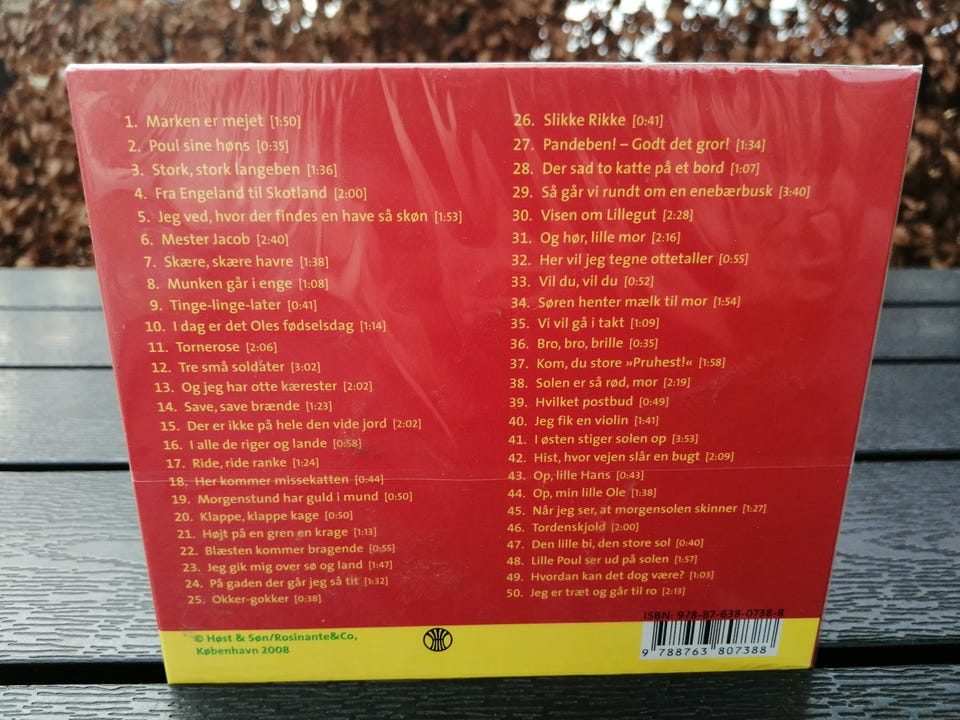 1. Marken er mejet [1:50]
2. Poul sine høns [0:35]
3. Stork, stork langeben [1:36]
4. Fra Engeland til Skotland [2:00]
5. Jeg ved, hvor der findes en have så skøn [1:53]
6. Mester Jacob [2:40]
7. Skære, skære havre [1:38]
8. Munken går i enge [1:08]
9. Tinge-linge-later [0:41]
10. I dag er det Oles fødselsdag [1:14]
11. Tornerose [2:06]
12. Tre små soldater [3:02]
13. Og jeg har otte kærester [2:02]
14. Save, save brænde [1:23]
15. Der er ikke på hele den vide jord [2:02]
16. I alle de riger og lande [0:58]
17. Ride, ride ranke [1:24]
18. Her kommer missekatten [0:44]
19. Morgenstund har guld i mund [0:50]
20. Klappe, klappe kage [0:50]
21. Højt på en gren en krage [1:13]
22. Blæsten kommer bragende [0:55]
23. Jeg gik mig over sø og land [1:47]
24. På gaden der går jeg så tit [1:32]
25. Okker-gokker [0:38]
26. Slikke Rikke [0:41]
27. Pandeben! – Godt det gror! [1:34]
28. Der sad to katte på et bord [1:07]
29. Så går vi rundt om en enebærbusk [3:40]
30. Visen om Lillegut [2:28]
31. Og hør, lille mor [2:16]
32. Her vil jeg tegne ottetaller [0:55]
33. Vil du, vil du [0:52]
34. Søren henter mælk til mor [1:54]
35. Vi vil gå i takt [1:09]
36. Bro, bro, brille [0:35]
37. Kom, du store »Pruhest!« [1:58]
38. Solen er så rød, mor [2:19]
39. Hvilket postbud [0:49]
40. Jeg fik en violin [1:41]
41. I østen stiger solen op [3:53]
42. Hist, hvor vejen slår en bugt [2:09]
43. Op, lille Hans [0:43]
44. Op, min lille Ole [1:38]
45. Når jeg ser, at morgensolen skinner [1:27]
46. Tordenskjold [2:00]
47. Den lille bi, den store sol [0:40]
48. Lille Poul ser ud på solen [1:57]
49. Hvordan kan det dog være? [1:03]
50. Jeg er træt og går til ro [2:13]
© Høst & Søn/Rosinante&Co,
København 2008
ISBN: 978-87-638-0738-8
9 788763 807388